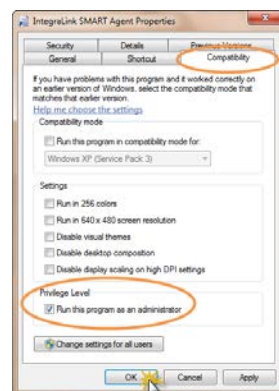 IntegraLink SMART Agent Properties
Security Details Previous Versions
General Shortcut Compatibility
If you have problems with this program and it worked correctly on
an earlier version of Windows, select the compatibility mode that
matches that earlier version.
Help me choose the settings
Compatibility mode
Run this program in compatibility mode for:
Windows XP (Service Pack 3)
Settings
Run in 256 colors
Run in 640 x 480 screen resolution
Disable visual themes
Disable desktop composition
Disable display scaling on high DPI settings
Privilege Level
Run this program as an administrator
Change settings for all users
OK Cancel Apply